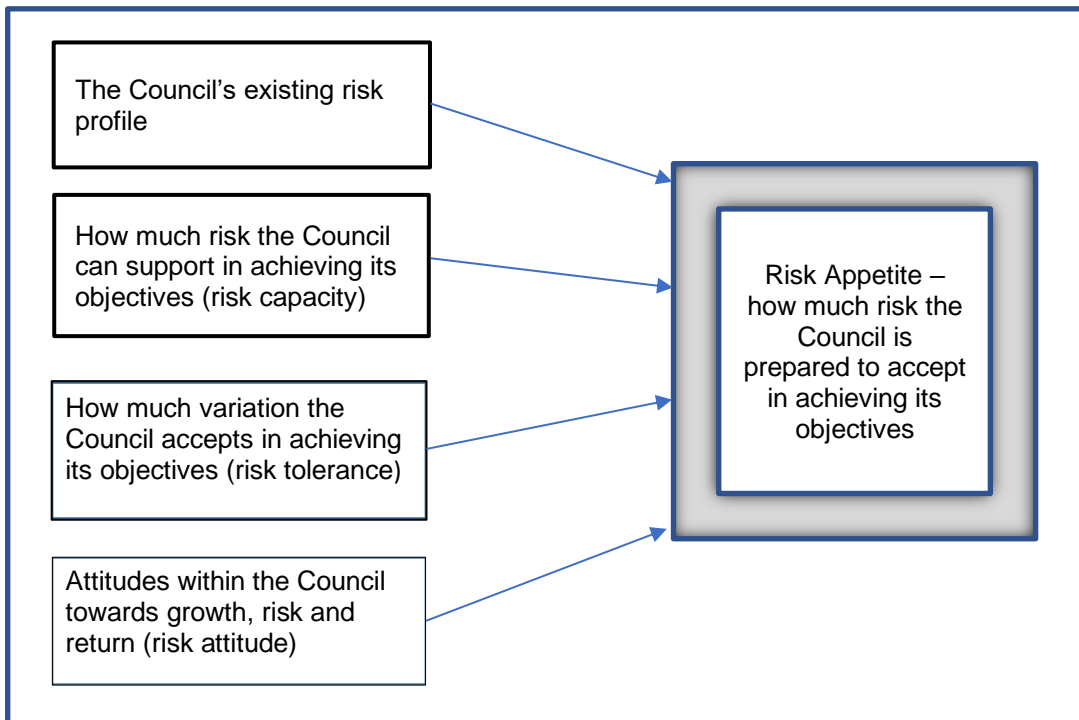 The Council’s existing risk
profile
How much risk the Council
can support in achieving its
objectives (risk capacity)
How much variation the
Council accepts in achieving
its objectives (risk tolerance)
Attitudes within the Council
towards growth, risk and
return (risk attitude)
Risk Appetite –
how much risk the
Council is
prepared to accept
in achieving its
objectives